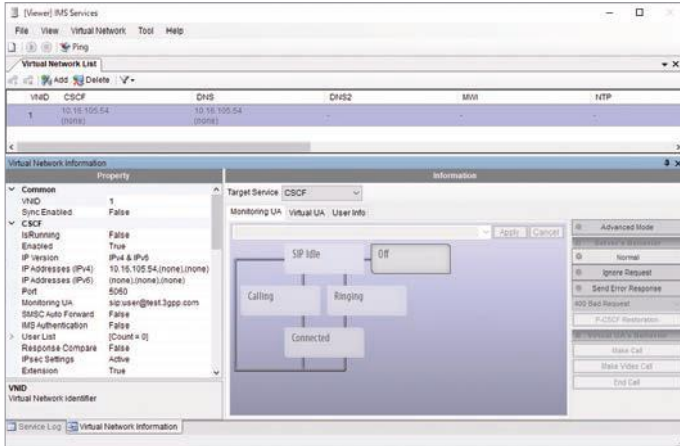 [Viewer] IMS Services
File View Virtual Network Tool Help
Ping
Virtual Network List
Add Delete
VNID CSCF DNS DNS2 MWI NTP
1 10.16.105.54 10.16.105.54 - - -
(none) (none)
Virtual Network Information
Property
Common
VNID 1
Sync Enabled False
CSCF
IsRunning False
Enabled True
IP Version IPv4 & IPv6
IP Addresses (IPv4) 10.16.105.54,(none),(none)
IP Addresses (IPv6) (none),(none),(none)
Port 5060
Monitoring UA sip:user@test.3gpp.com
SMSC Auto Forward False
IMS Authentication False
User List [Count = 0]
Response Compare False
IPsec Settings Active
Extension True
VNID
Virtual Network Identifier
Information
Target Service CSCF
Monitoring UA Virtual UA User Info
Apply Cancel
SIP Idle Off
Calling Ringing
Connected
Advanced Mode
Server's Behavior
Normal
Ignore Request
Send Error Response
400 Bad Request
P-CSCF Restoration
Virtual UA's Behavior
Make Call
Make Video Call
End Call
Service Log Virtual Network Information